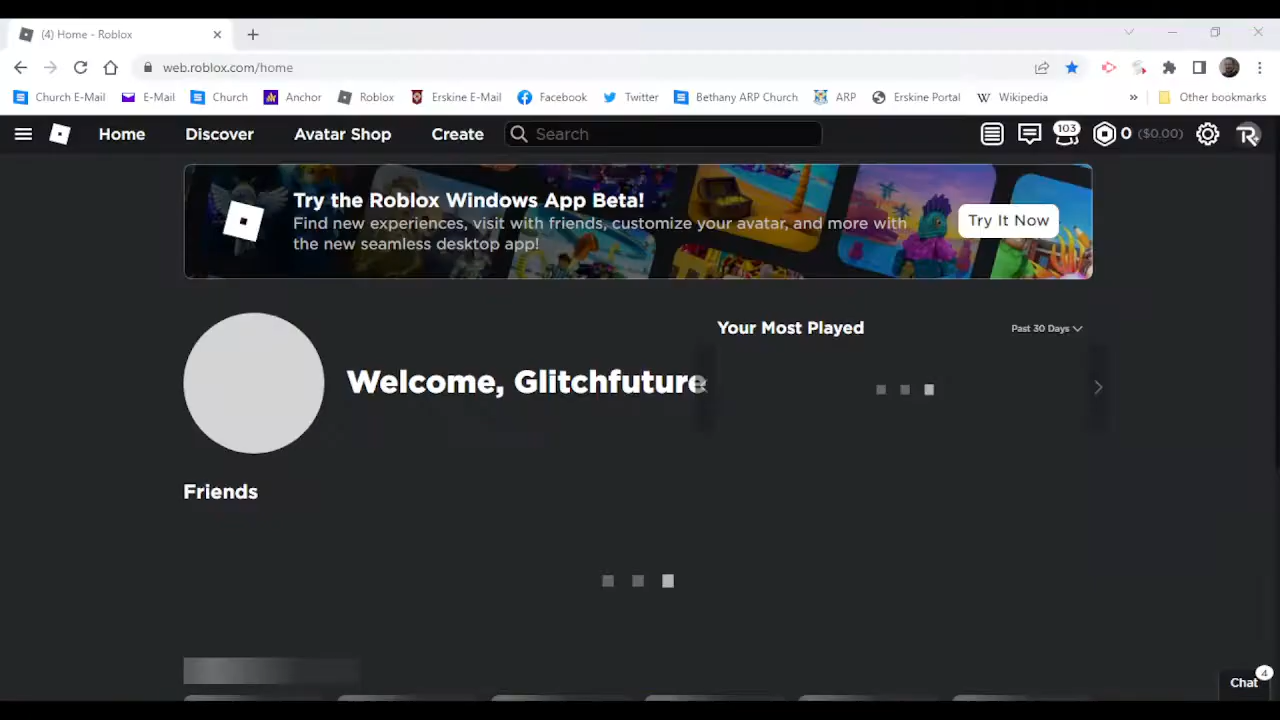 (4) Home - Roblox
web.roblox.com/home
Church E-Mail E-Mail Church Anchor Roblox Erskine E-Mail Facebook Twitter Bethany ARP Church ARP Erskine Portal Wikipedia » Other bookmarks
Home Discover Avatar Shop Create Search 103 0 ($0.00)
Try the Roblox Windows App Beta!
Find new experiences, visit with friends, customize your avatar, and more with
the new seamless desktop app!
Try It Now
Your Most Played Past 30 Days
Welcome, Glitchfuture
Friends
Chat 4